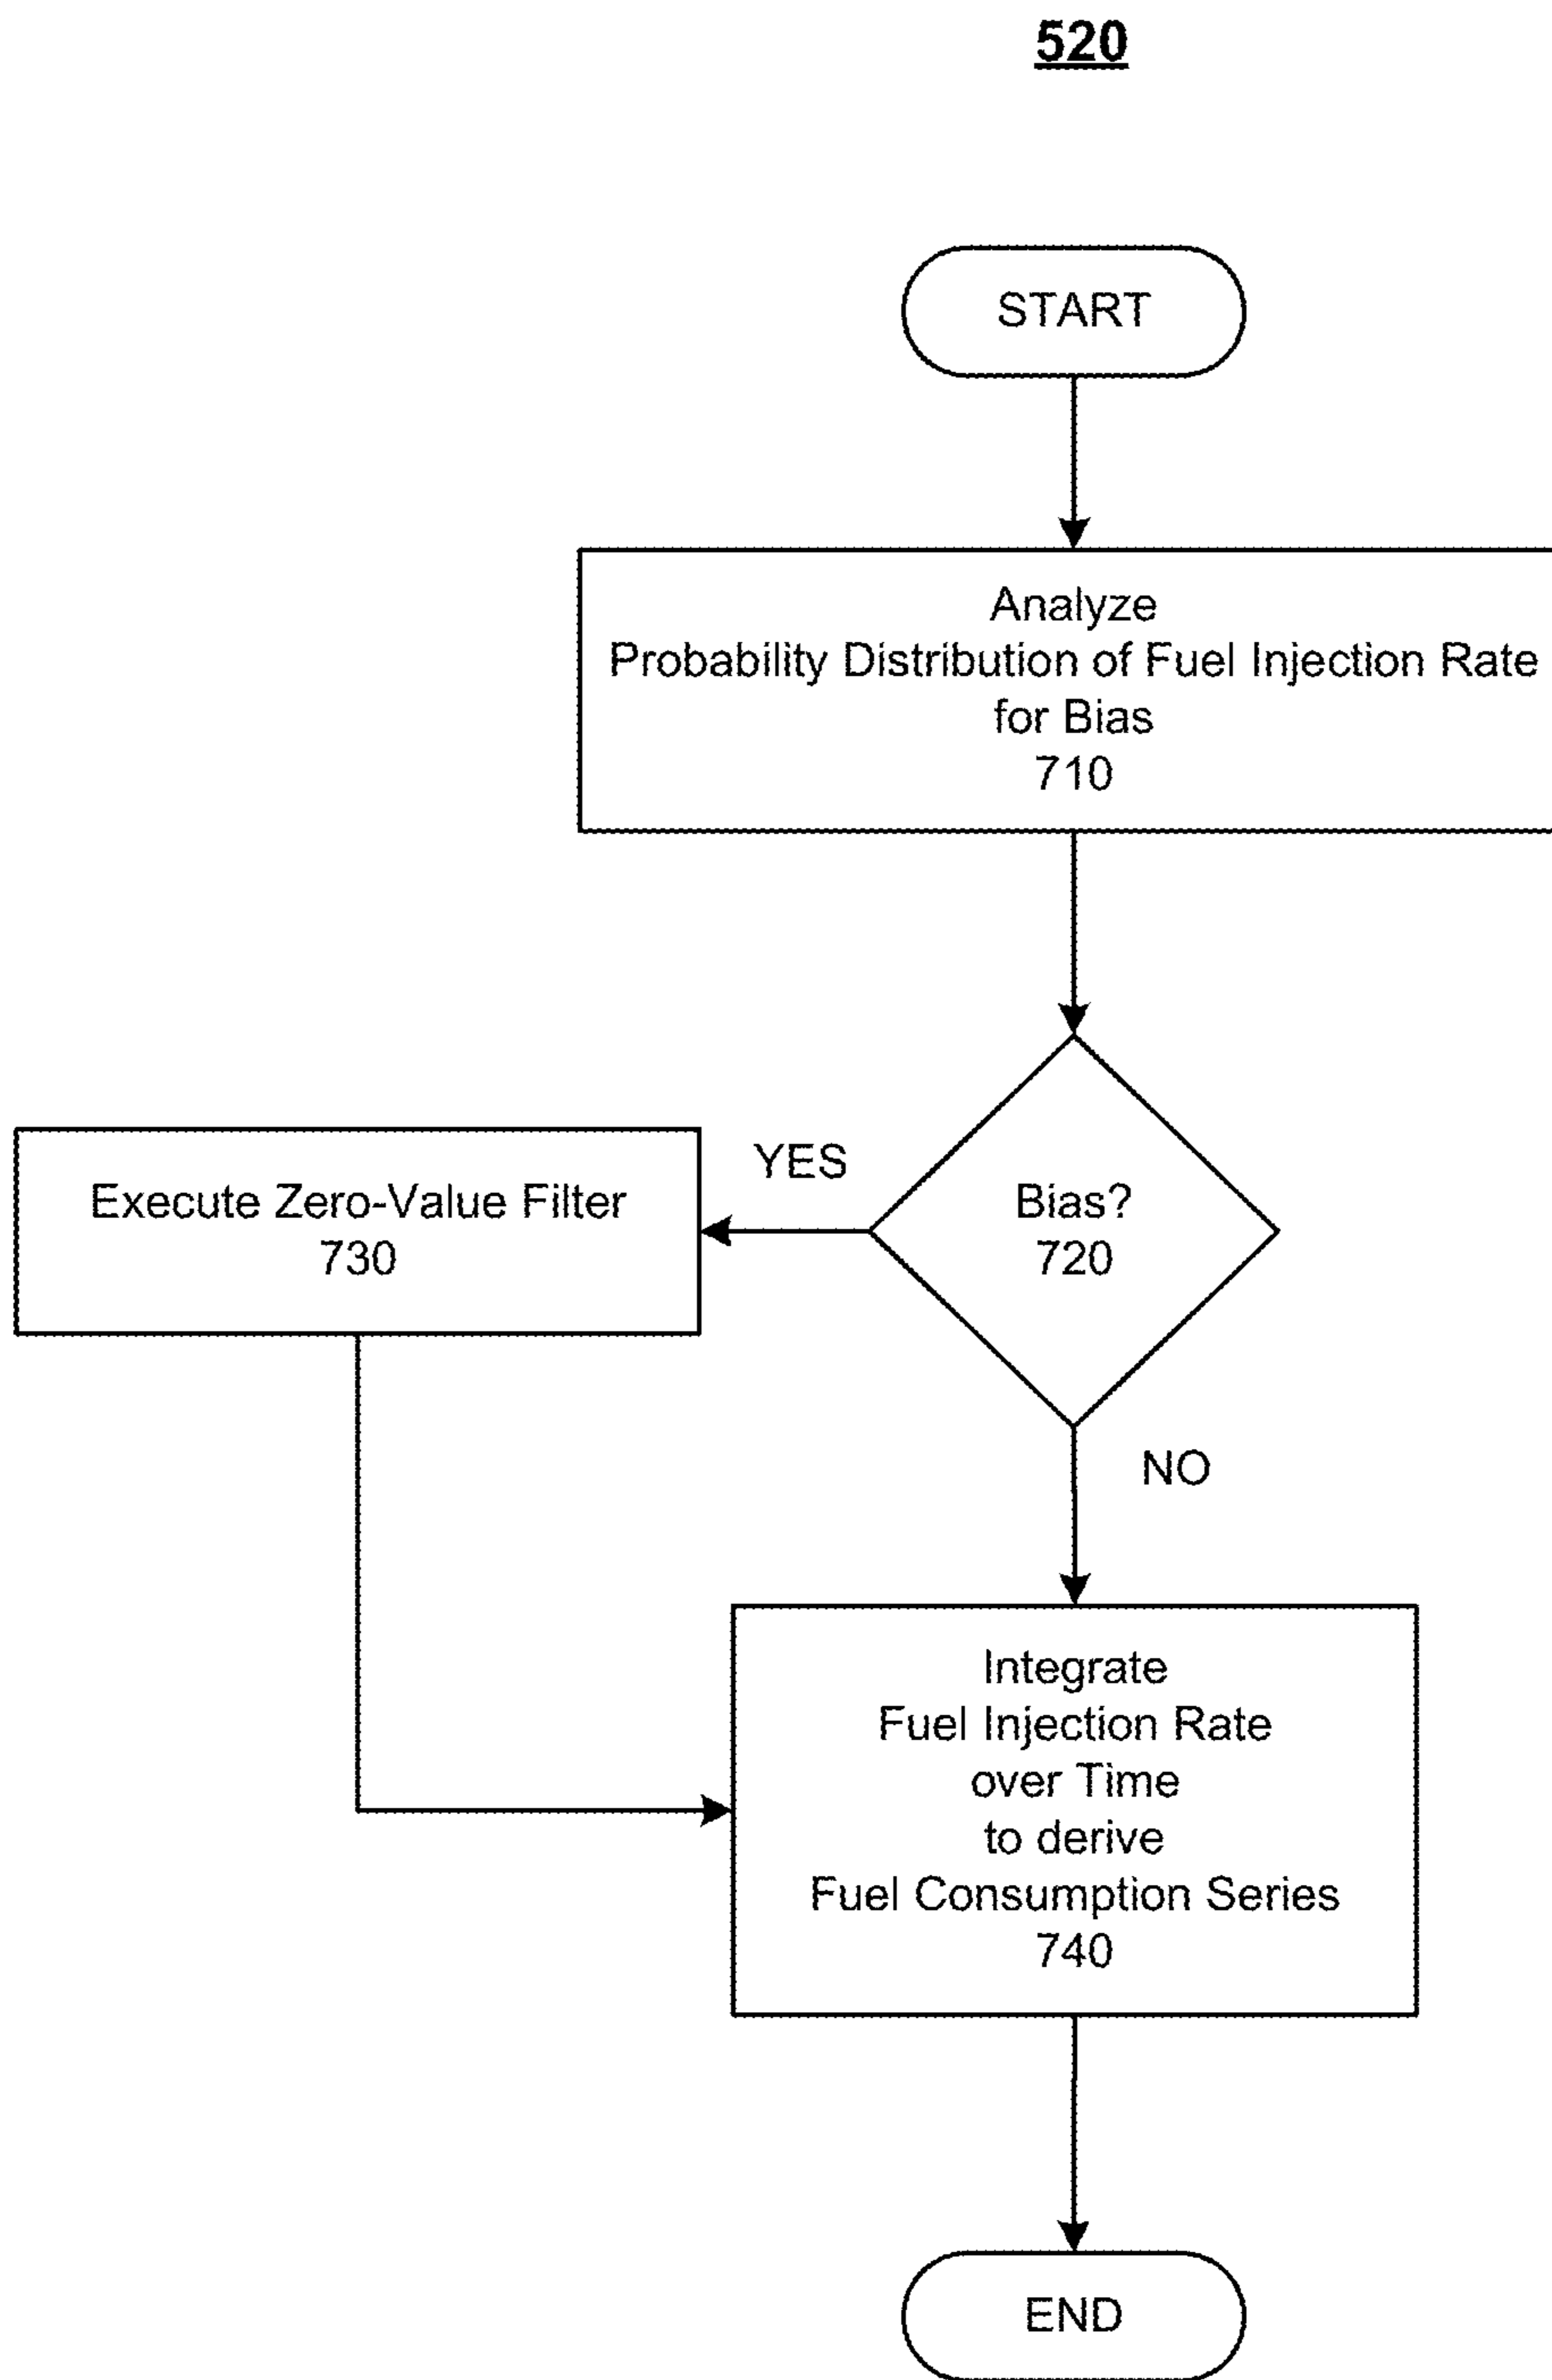 520
START
Analyze
Probability Distribution of Fuel Injection Rate
for Bias
710
YES
Bias?
720
Execute Zero-Value Filter
730
NO
Integrate
Fuel Injection Rate
over Time
to derive
Fuel Consumption Series
740
END